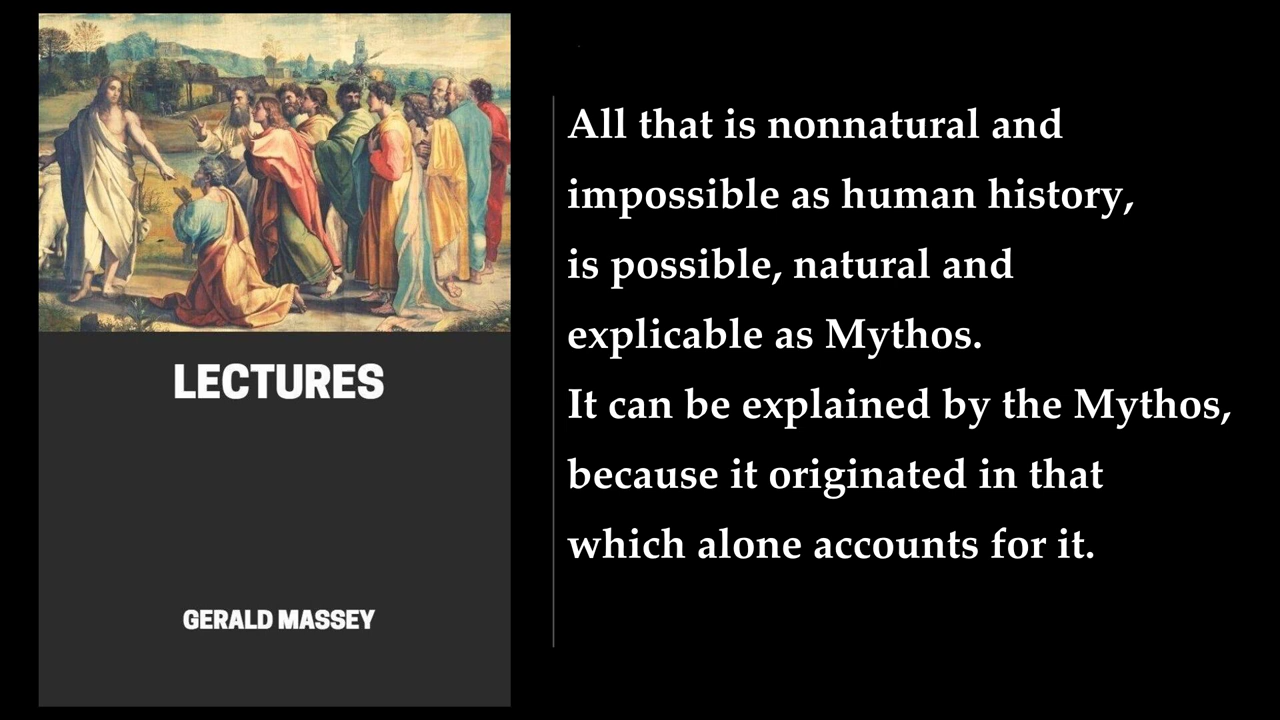 LECTURES
GERALD MASSEY
All that is nonnatural and
impossible as human history,
is possible, natural and
explicable as Mythos.
It can be explained by the Mythos,
because it originated in that
which alone accounts for it.